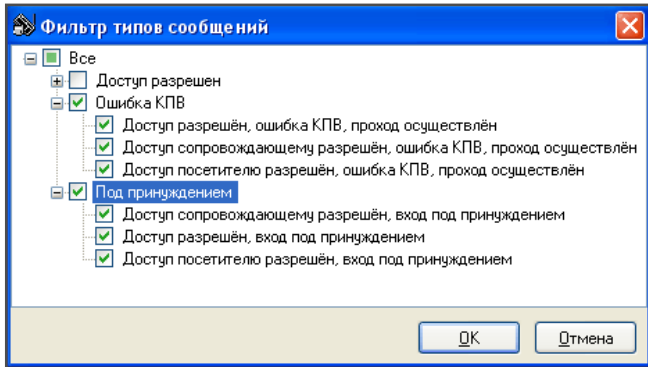 Фильтр типов сообщений
Все
Доступ разрешен
Ошибка КПВ
Доступ разрешён, ошибка КПВ, проход осуществлён
Доступ сопровождающему разрешён, ошибка КПВ, проход осуществлён
Доступ посетителю разрешён, ошибка КПВ, проход осуществлён
Под принуждением
Доступ сопровождающему разрешён, вход под принуждением
Доступ разрешён, вход под принуждением
Доступ посетителю разрешён, вход под принуждением
OK Отмена